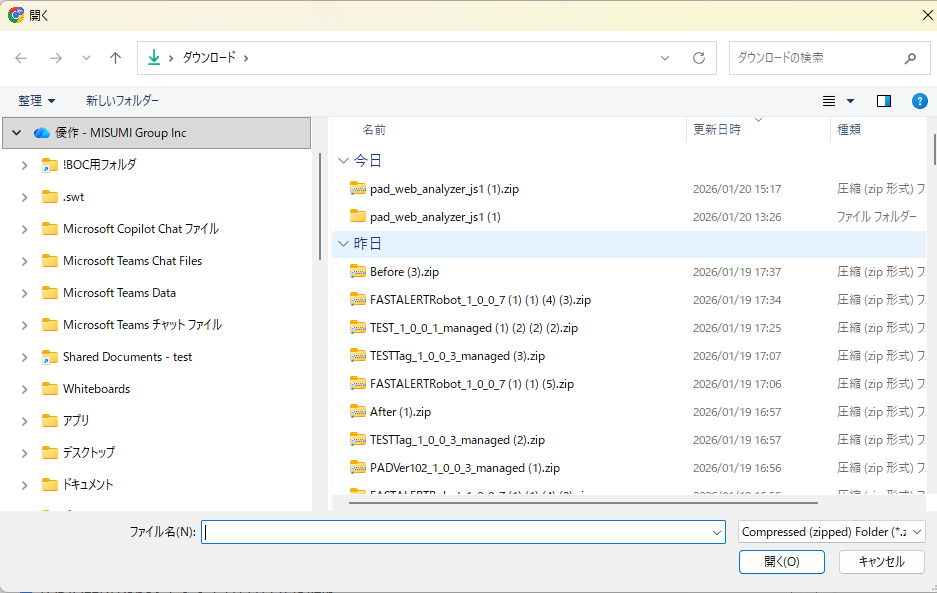 開く
ダウンロード
ダウンロードの検索
整理
新しいフォルダー
優作 - MISUMI Group Inc
!BOC用フォルダ
.swt
Microsoft Copilot Chat ファイル
Microsoft Teams Chat Files
Microsoft Teams Data
Microsoft Teams チャット ファイル
Shared Documents - test
Whiteboards
アプリ
デスクトップ
ドキュメント
名前 更新日時 種類
今日
pad_web_analyzer_js1 (1).zip 2026/01/20 15:17 圧縮 (zip 形式) フ
pad_web_analyzer_js1 (1) 2026/01/20 13:26 ファイル フォルダー
昨日
Before (3).zip 2026/01/19 17:37 圧縮 (zip 形式) フ
FASTALERTRobot_1_0_0_7 (1) (1) (4) (3).zip 2026/01/19 17:34 圧縮 (zip 形式) フ
TEST_1_0_0_1_managed (1) (2) (2) (2).zip 2026/01/19 17:25 圧縮 (zip 形式) フ
TESTTag_1_0_0_3_managed (3).zip 2026/01/19 17:07 圧縮 (zip 形式) フ
FASTALERTRobot_1_0_0_7 (1) (1) (5).zip 2026/01/19 17:06 圧縮 (zip 形式) フ
After (1).zip 2026/01/19 16:57 圧縮 (zip 形式) フ
TESTTag_1_0_0_3_managed (2).zip 2026/01/19 16:57 圧縮 (zip 形式) フ
PADVer102_1_0_0_3_managed (1).zip 2026/01/19 16:56 圧縮 (zip 形式) フ
ファイル名(N):
Compressed (zipped) Folder (*.z
開く(O)
キャンセル